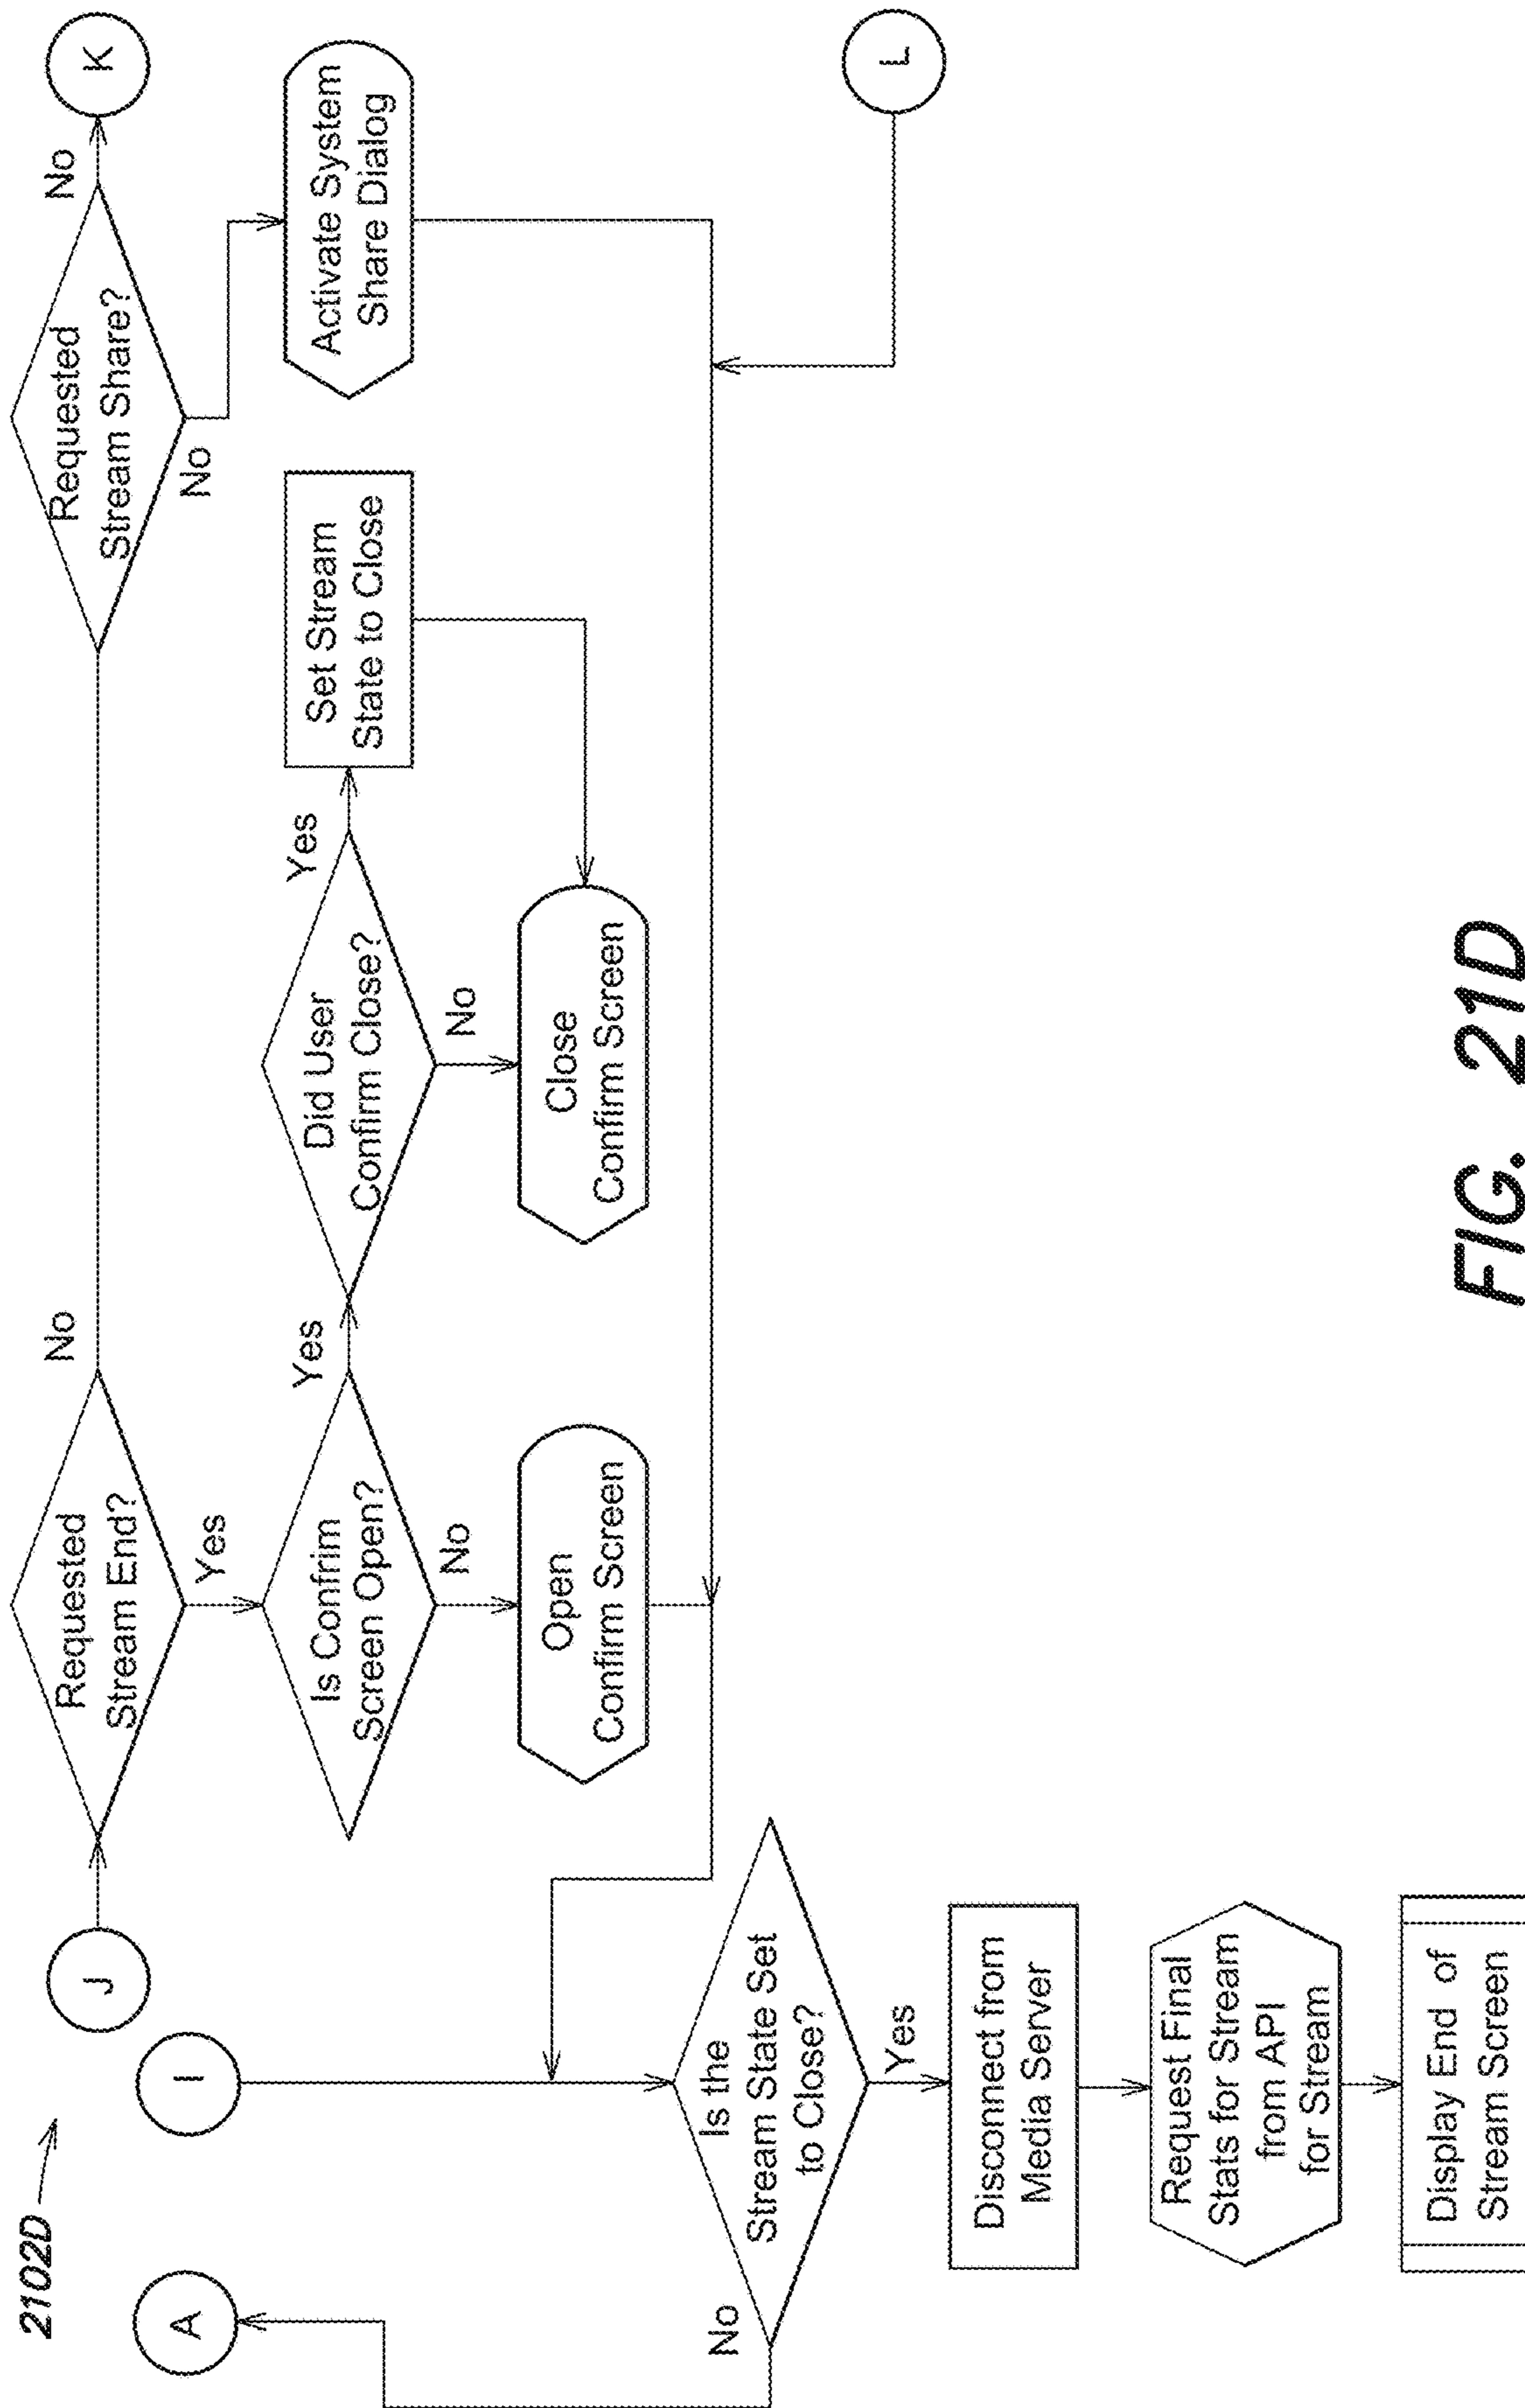 2102D
J
Requested
Stream End?
No
Requested
Stream Share?
No
K
Yes
No
I
A
Is Confrim
Screen Open?
Yes
Did User
Confirm Close?
Yes
Set Stream
State to Close
Activate System
Share Dialog
No
No
Open
Confirm Screen
Close
Confirm Screen
Is the
Stream State Set
to Close?
No
Yes
L
Disconnect from
Media Server
Request Final
Stats for Stream
from API
for Stream
Display End of
Stream Screen
FIG. 21D